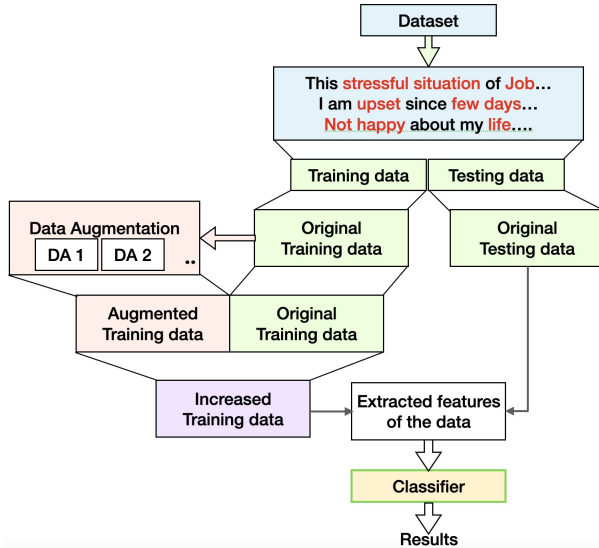 Dataset
This stressful situation of Job...
I am upset since few days...
Not happy about my life....
Training data
Testing data
Data Augmentation
DA 1
DA 2
..
Original
Training data
Original
Testing data
Augmented
Training data
Original
Training data
Increased
Training data
Extracted features
of the data
Classifier
Results